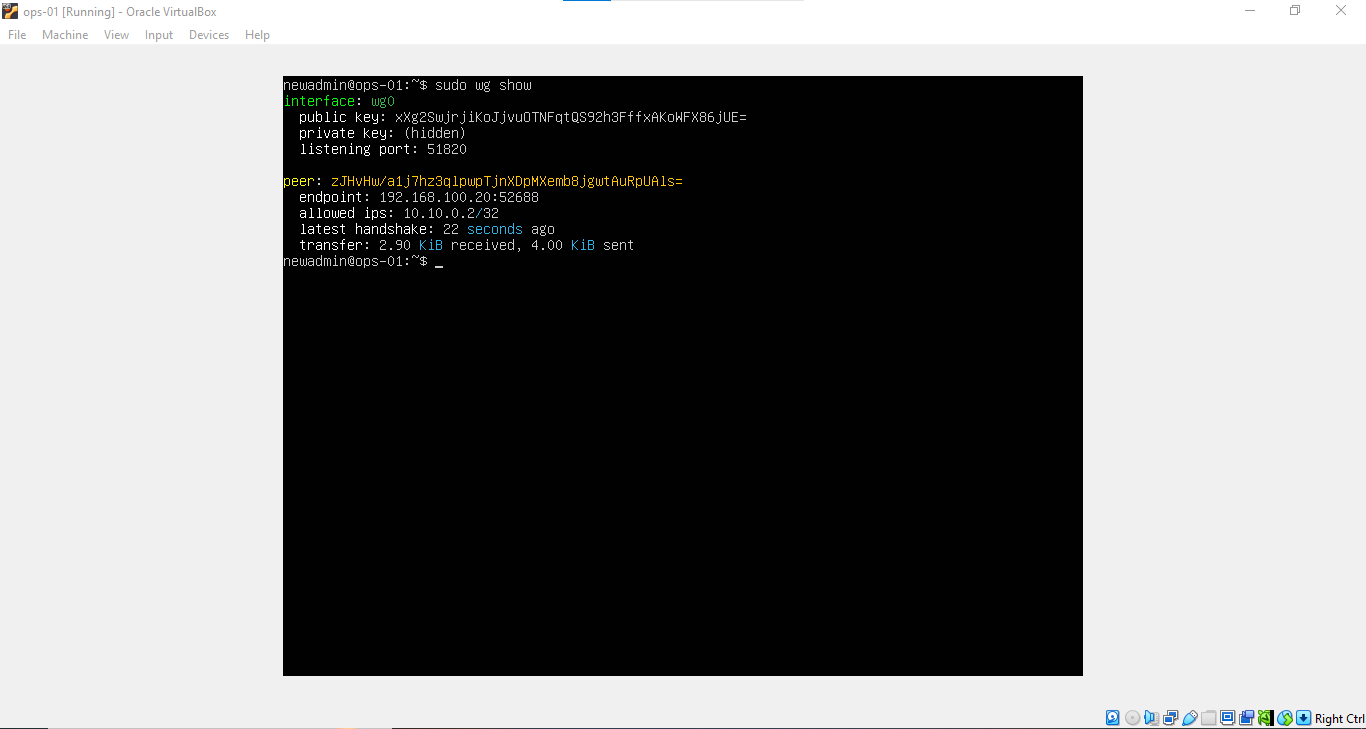 ops-01 [Running] - Oracle VirtualBox
File Machine View Input Devices Help
newadmin@ops-01:~$ sudo wg show
interface: wg0
public key: xXg2SwjrjiKoJjvu0TNFqtQS92h3FffxAKoWFX86jUE=
private key: (hidden)
listening port: 51820
peer: zJHvHw/a1j7hz3qlpwpTjnXDpMXemb8jgwtAuRpUAls=
endpoint: 192.168.100.20:52688
allowed ips: 10.10.0.2/32
latest handshake: 22 seconds ago
transfer: 2.90 KiB received, 4.00 KiB sent
newadmin@ops-01:~$ _
Right Ctrl